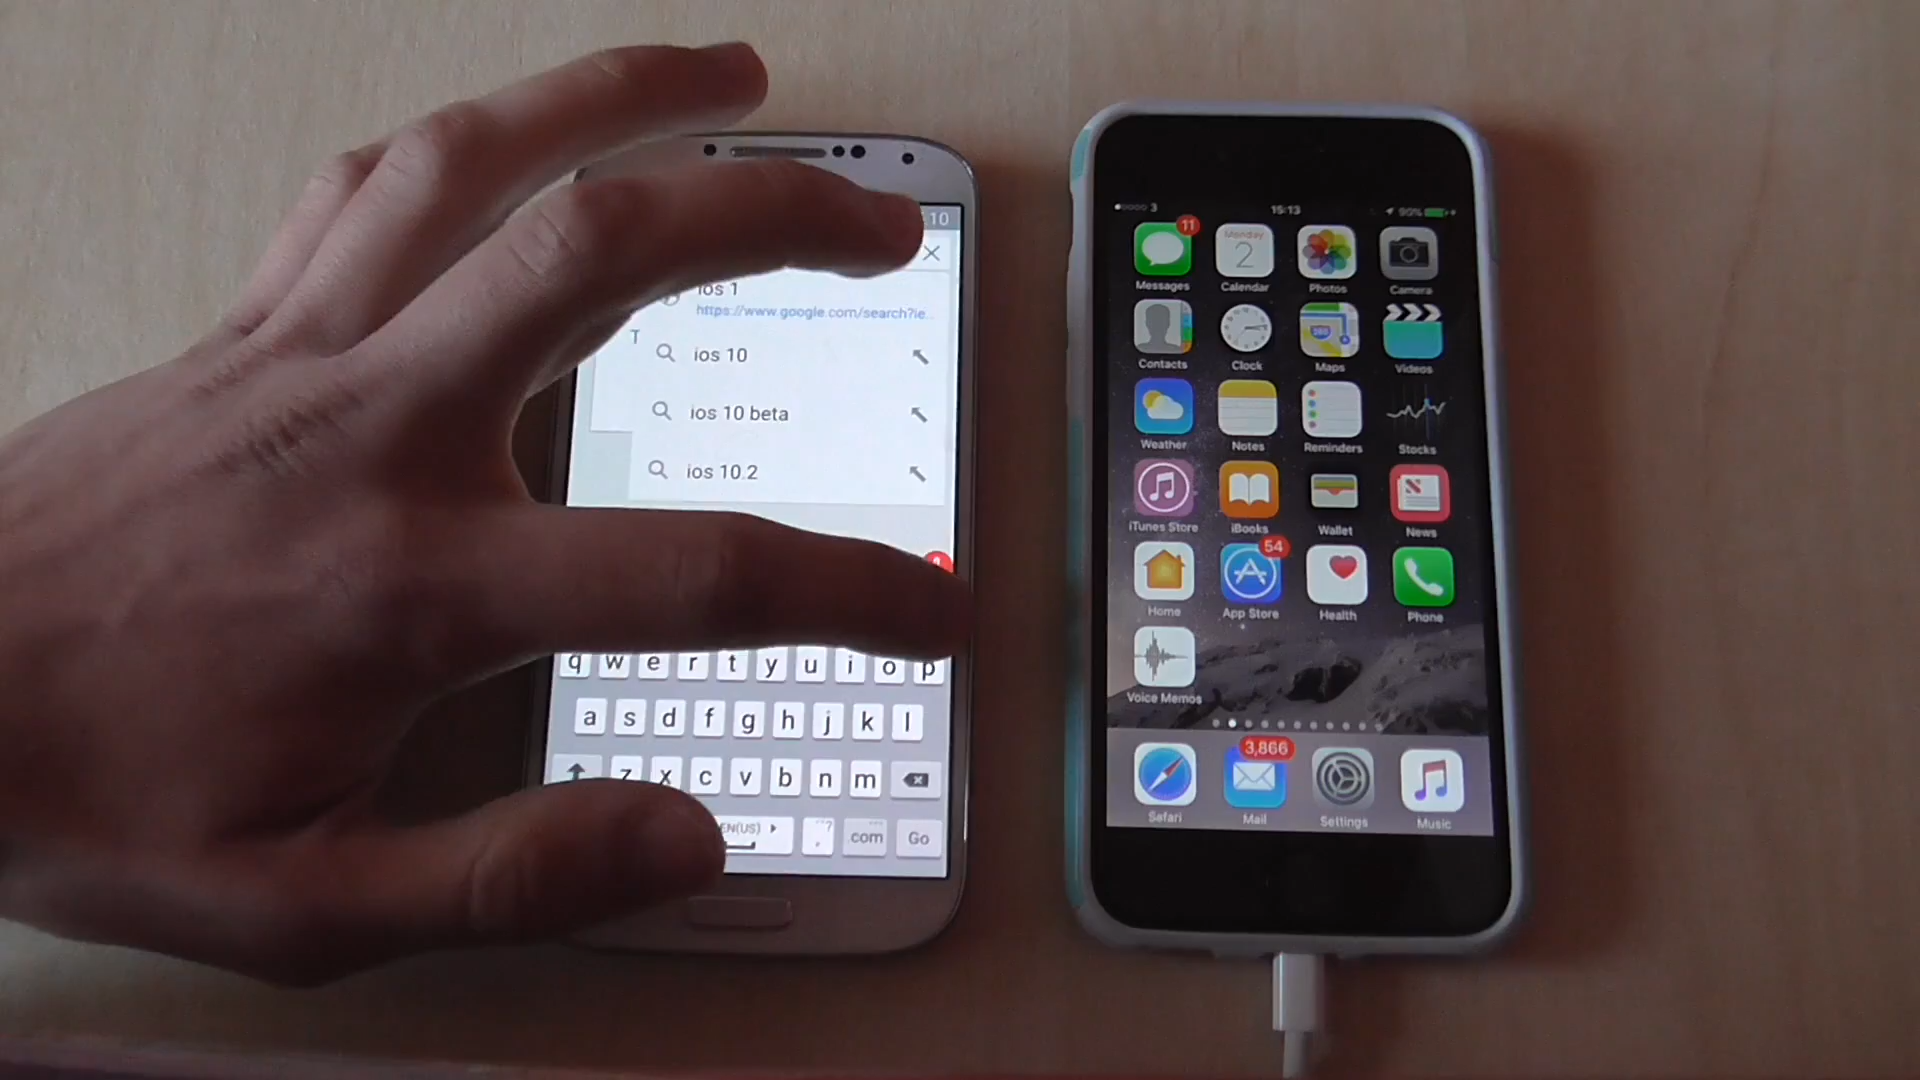 10
ios 1
https://www.google.com/search?ie...
T
ios 10
ios 10 beta
ios 10.2
q w e r t y u i o p
a s d f g h j k l
z x c v b n m
EN(US)
.com Go
3 15:13 90%
11
Monday
2
Messages Calendar Photos Camera
280
Contacts Clock Maps Videos
Weather Notes Reminders Stocks
iTunes Store iBooks Wallet News
54
Home App Store Health Phone
Voice Memos
3,866
Safari Mail Settings Music